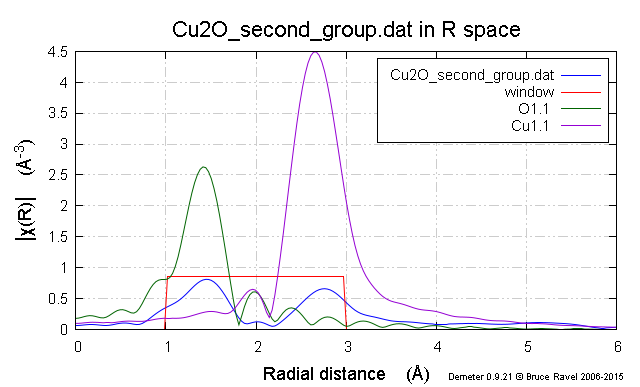 Cu2O_second_group.dat in R space
4.5
4
3.5
3
2.5
2
1.5
1
0.5
0
|χ(R)| (Å-3)
Cu2O_second_group.dat
window
O1.1
Cu1.1
0 1 2 3 4 5 6
Radial distance (Å)
Demeter 0.9.21 © Bruce Ravel 2006-2015